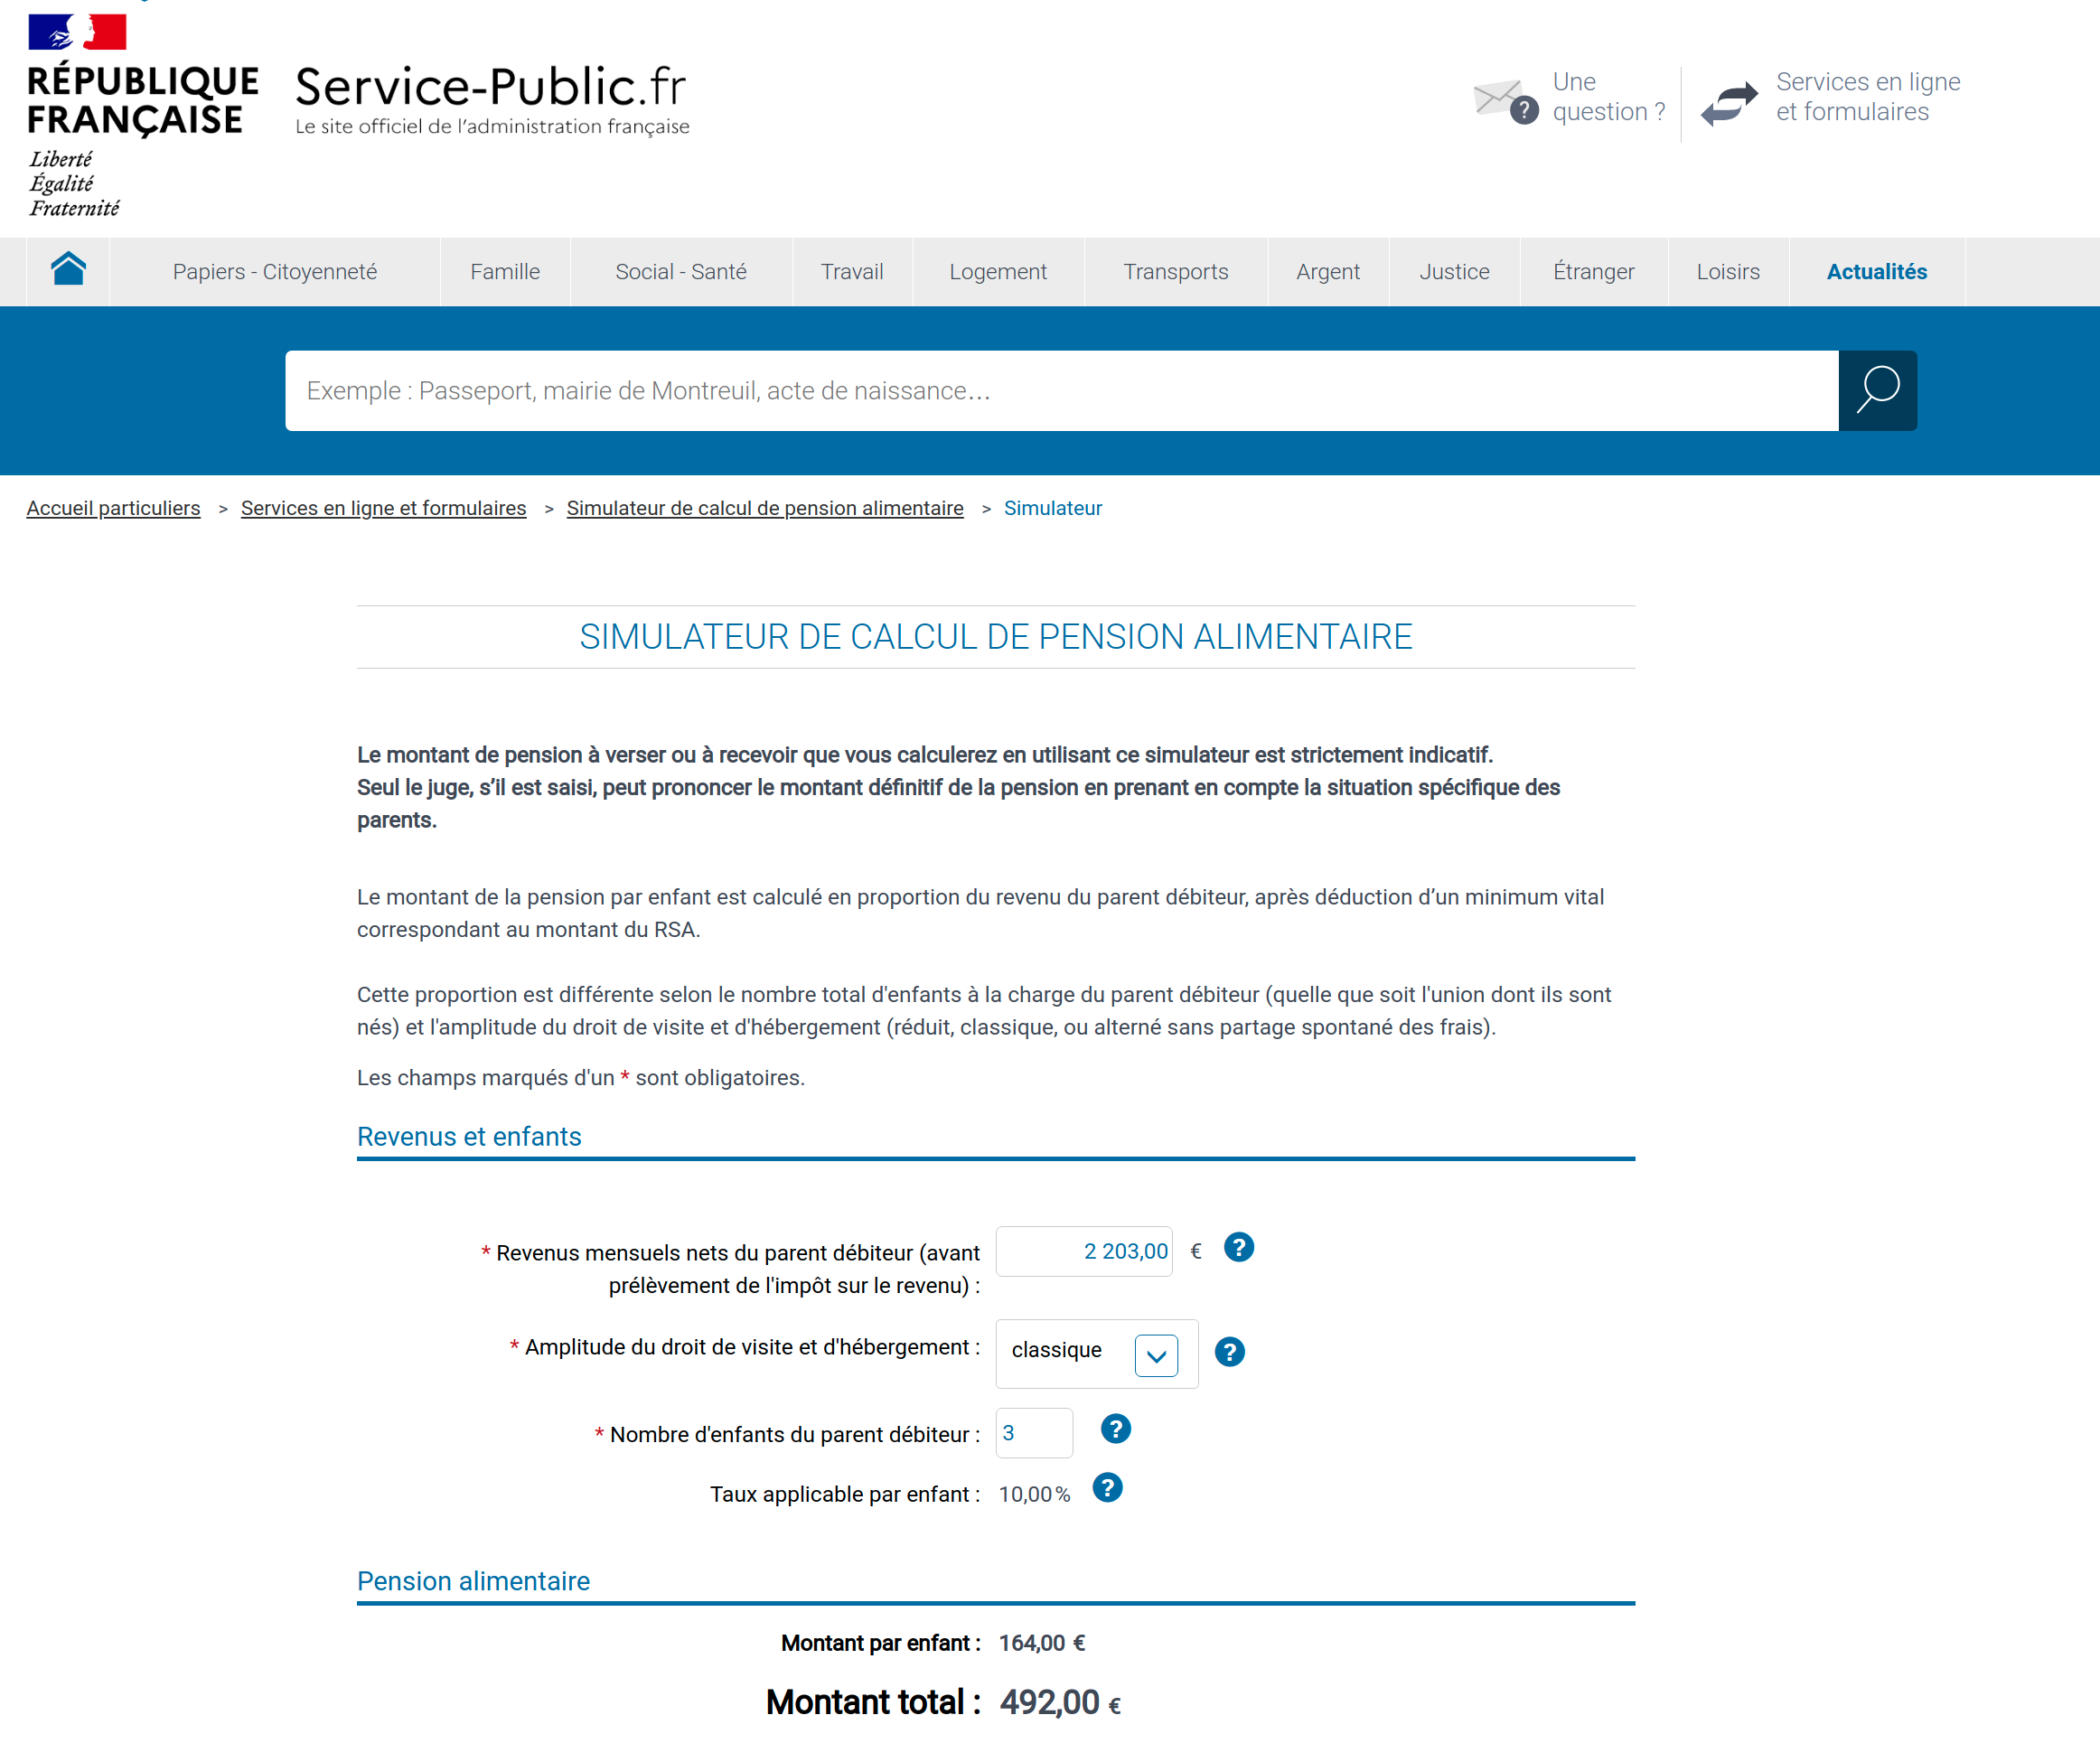 RÉPUBLIQUE
FRANÇAISE
Liberté
Égalité
Fraternité
Service-Public.fr
Le site officiel de l’administration française
Une
question ?
Services en ligne
et formulaires
Papiers - Citoyenneté Famille Social - Santé Travail Logement Transports Argent Justice Étranger Loisirs Actualités
Exemple : Passeport, mairie de Montreuil, acte de naissance...
Accueil particuliers > Services en ligne et formulaires > Simulateur de calcul de pension alimentaire > Simulateur
SIMULATEUR DE CALCUL DE PENSION ALIMENTAIRE
Le montant de pension à verser ou à recevoir que vous calculerez en utilisant ce simulateur est strictement indicatif.
Seul le juge, s’il est saisi, peut prononcer le montant définitif de la pension en prenant en compte la situation spécifique des
parents.
Le montant de la pension par enfant est calculé en proportion du revenu du parent débiteur, après déduction d’un minimum vital
correspondant au montant du RSA.
Cette proportion est différente selon le nombre total d'enfants à la charge du parent débiteur (quelle que soit l'union dont ils sont
nés) et l'amplitude du droit de visite et d'hébergement (réduit, classique, ou alterné sans partage spontané des frais).
Les champs marqués d'un * sont obligatoires.
Revenus et enfants
* Revenus mensuels nets du parent débiteur (avant
prélèvement de l'impôt sur le revenu) :
2 203,00 € ?
* Amplitude du droit de visite et d'hébergement : classique ?
* Nombre d'enfants du parent débiteur : 3 ?
Taux applicable par enfant : 10,00% ?
Pension alimentaire
Montant par enfant : 164,00 €
Montant total : 492,00 €